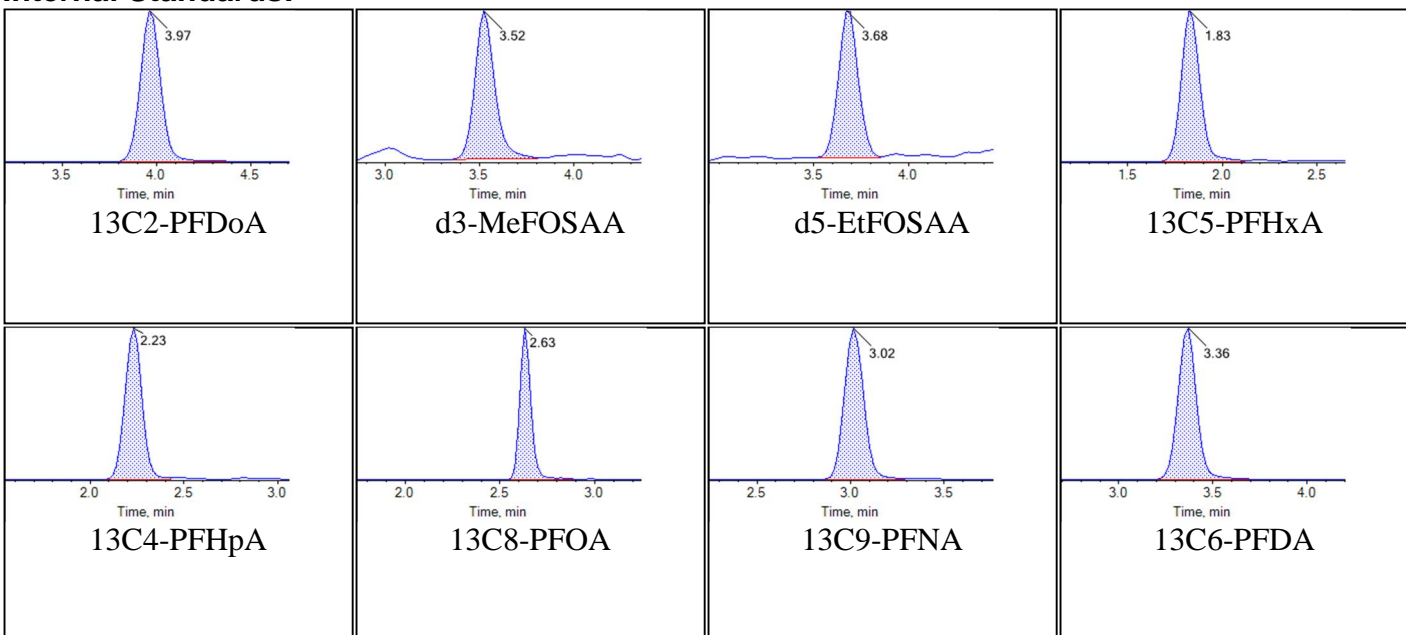 Internal Standards:
3.97
3.5 4.0 4.5
Time, min
13C2-PFDoA
3.52
3.0 3.5 4.0
Time, min
d3-MeFOSAA
3.68
3.5 4.0
Time, min
d5-EtFOSAA
1.83
1.5 2.0 2.5
Time, min
13C5-PFHxA
2.23
2.0 2.5 3.0
Time, min
13C4-PFHpA
2.63
2.0 2.5 3.0
Time, min
13C8-PFOA
3.02
2.5 3.0 3.5
Time, min
13C9-PFNA
3.36
3.0 3.5 4.0
Time, min
13C6-PFDA